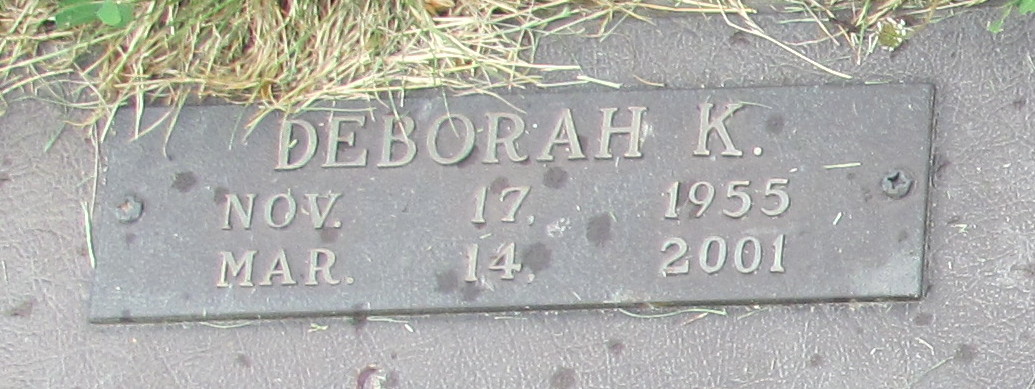 DEBORAH K.
NOV. 17, 1955
MAR. 14, 2001